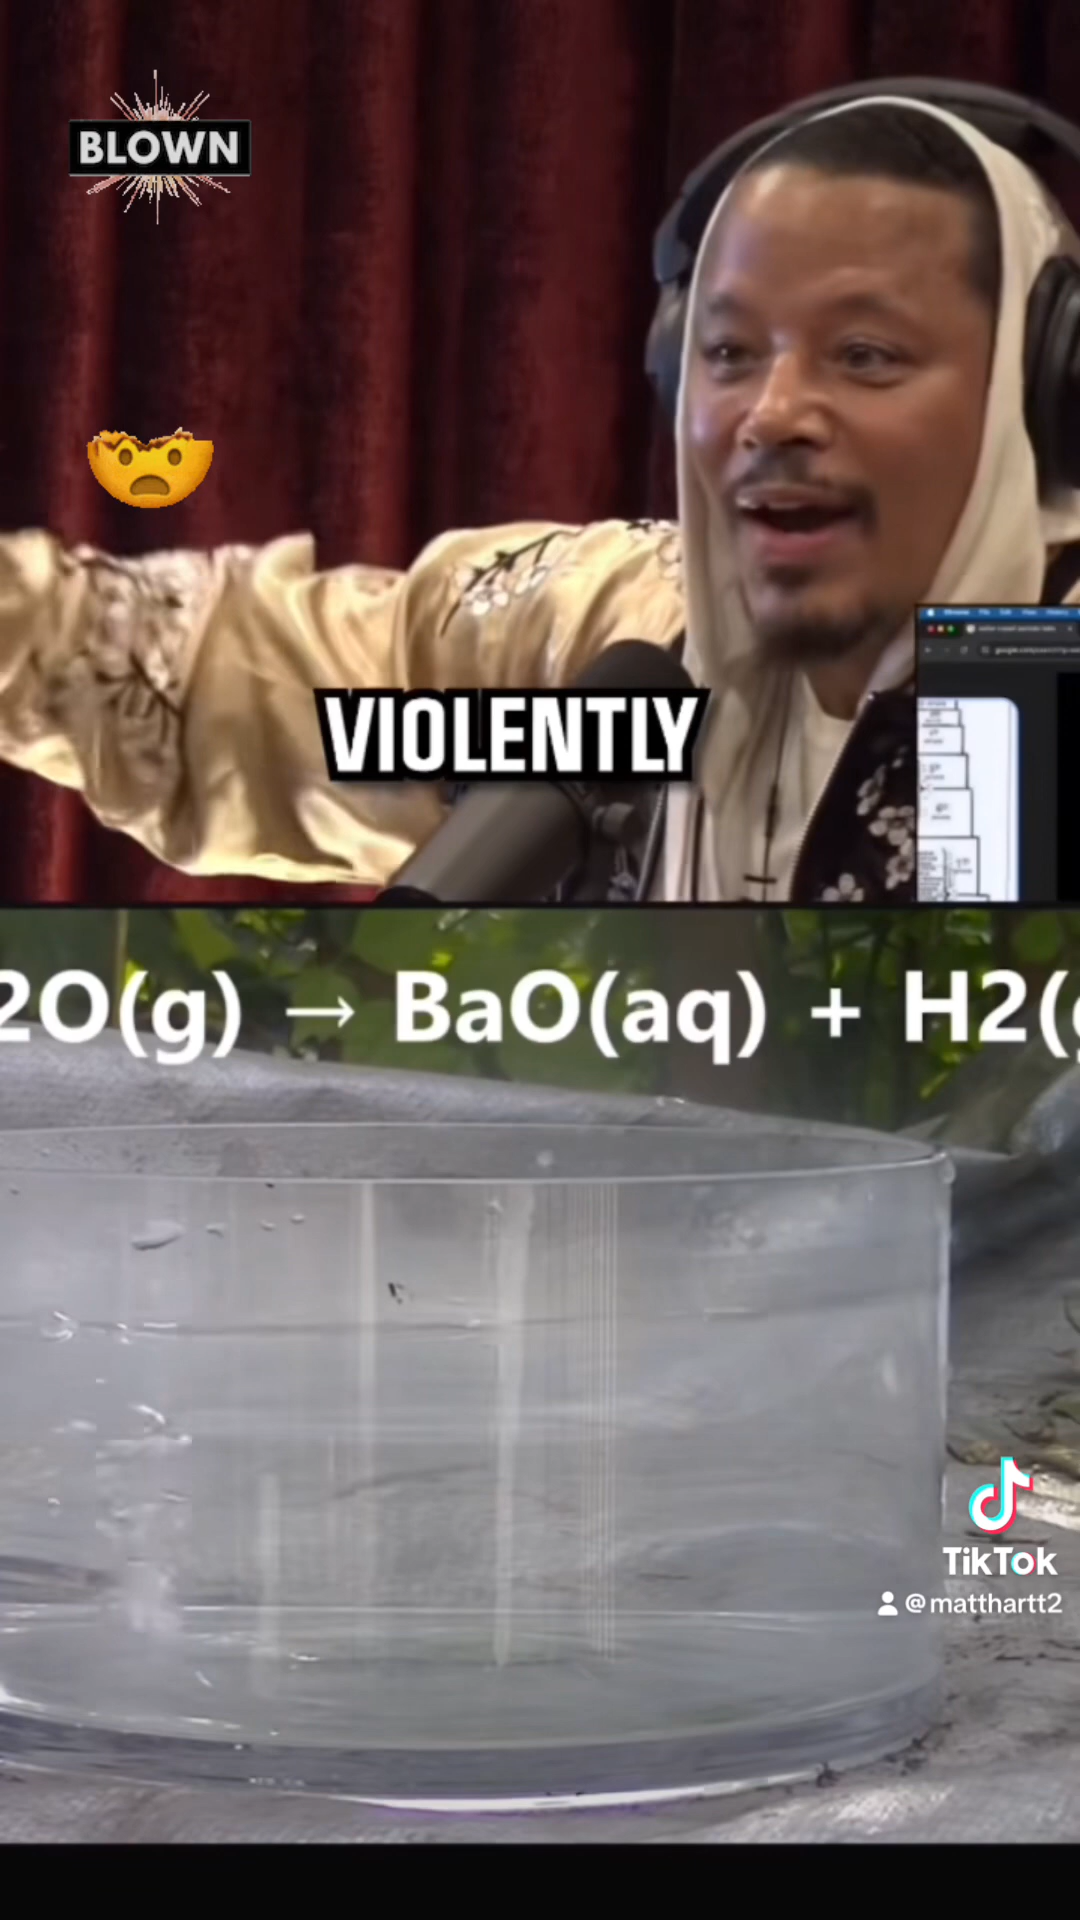 BLOWN
VIOLENTLY
2O(g) → BaO(aq) + H2(
TikTok
@matthartt2